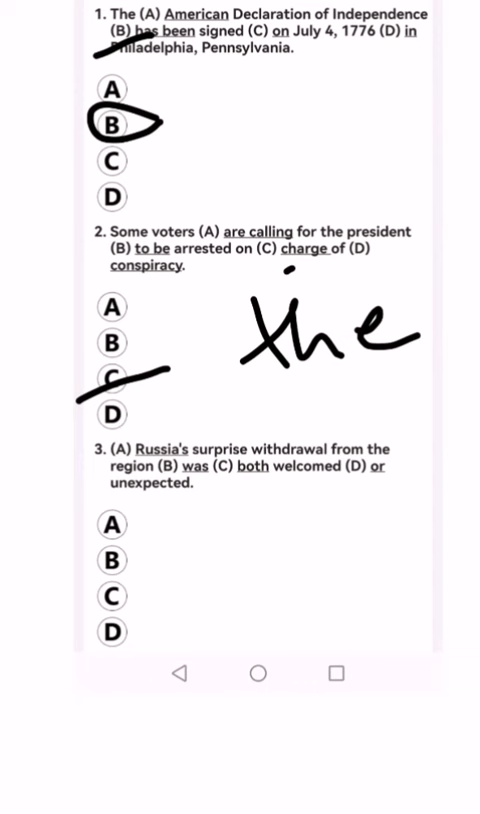 1. The (A) American Declaration of Independence
(B) has been signed (C) on July 4, 1776 (D) in
Philadelphia, Pennsylvania.
A
B
C
D
2. Some voters (A) are calling for the president
(B) to be arrested on (C) charge of (D)
conspiracy.
A
B
the
C
D
3. (A) Russia's surprise withdrawal from the
region (B) was (C) both welcomed (D) or
unexpected.
A
B
C
D